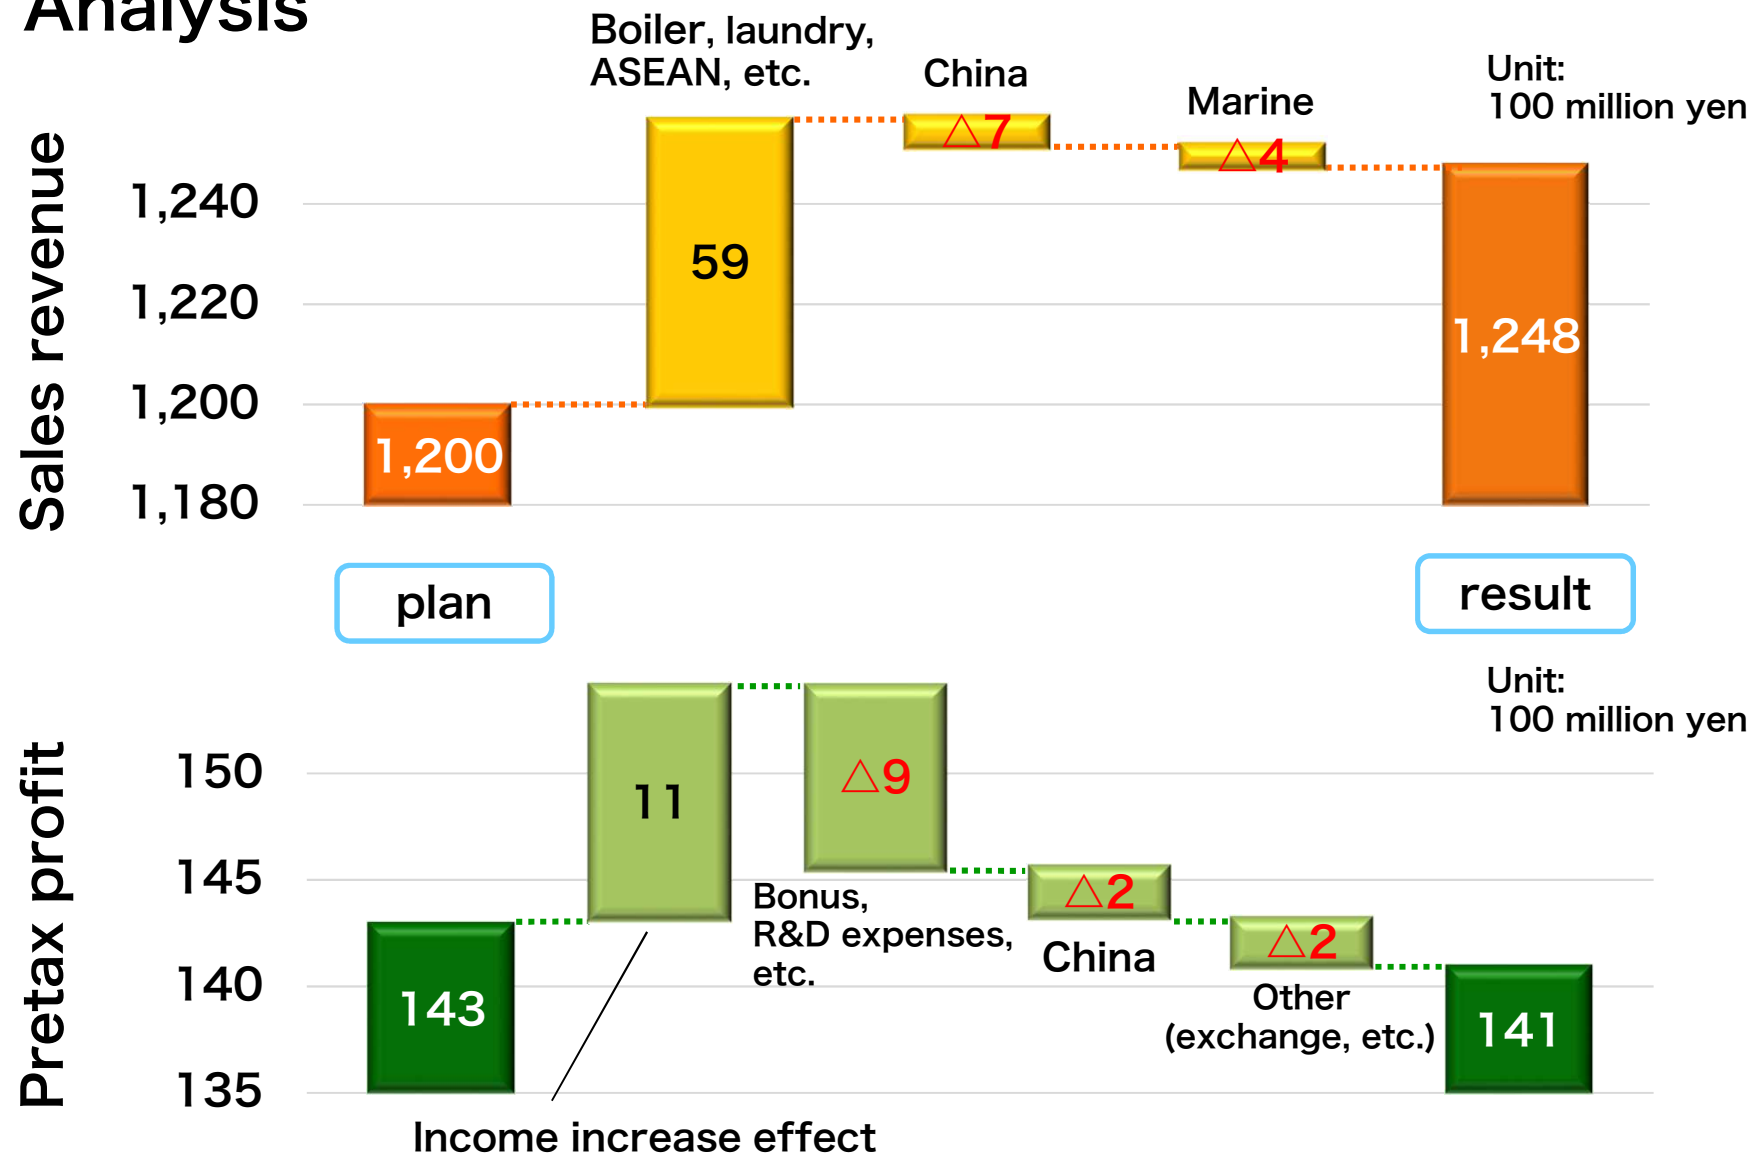 Analysis
Boiler, laundry,
ASEAN, etc.
China
Marine
Unit:
100 million yen
Sales revenue
1,240
1,220
1,200
1,180
1,200
59
△7
△4
1,248
plan
result
Unit:
100 million yen
Pretax profit
150
145
140
135
143
11
△9
△2
△2
141
Bonus,
R&D expenses,
etc.
China
Other
(exchange, etc.)
Income increase effect